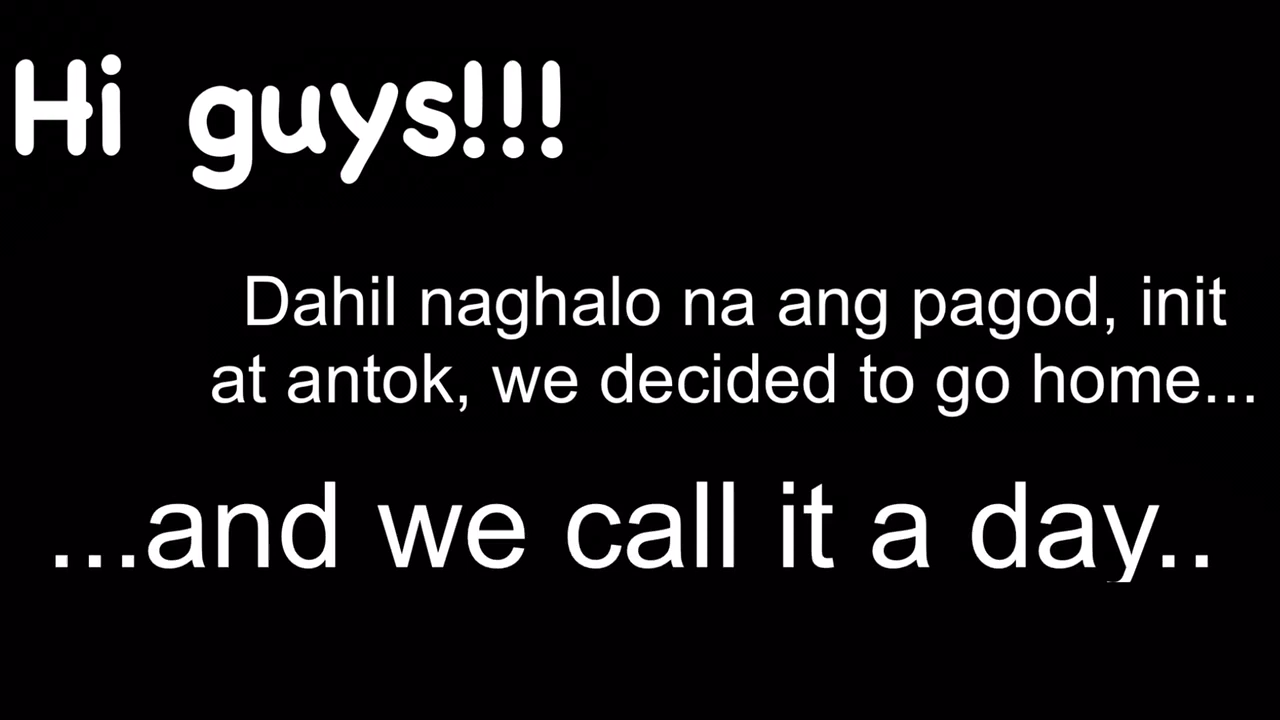 Hi guys!!!
Dahil naghalo na ang pagod, init
at antok, we decided to go home...
...and we call it a day..